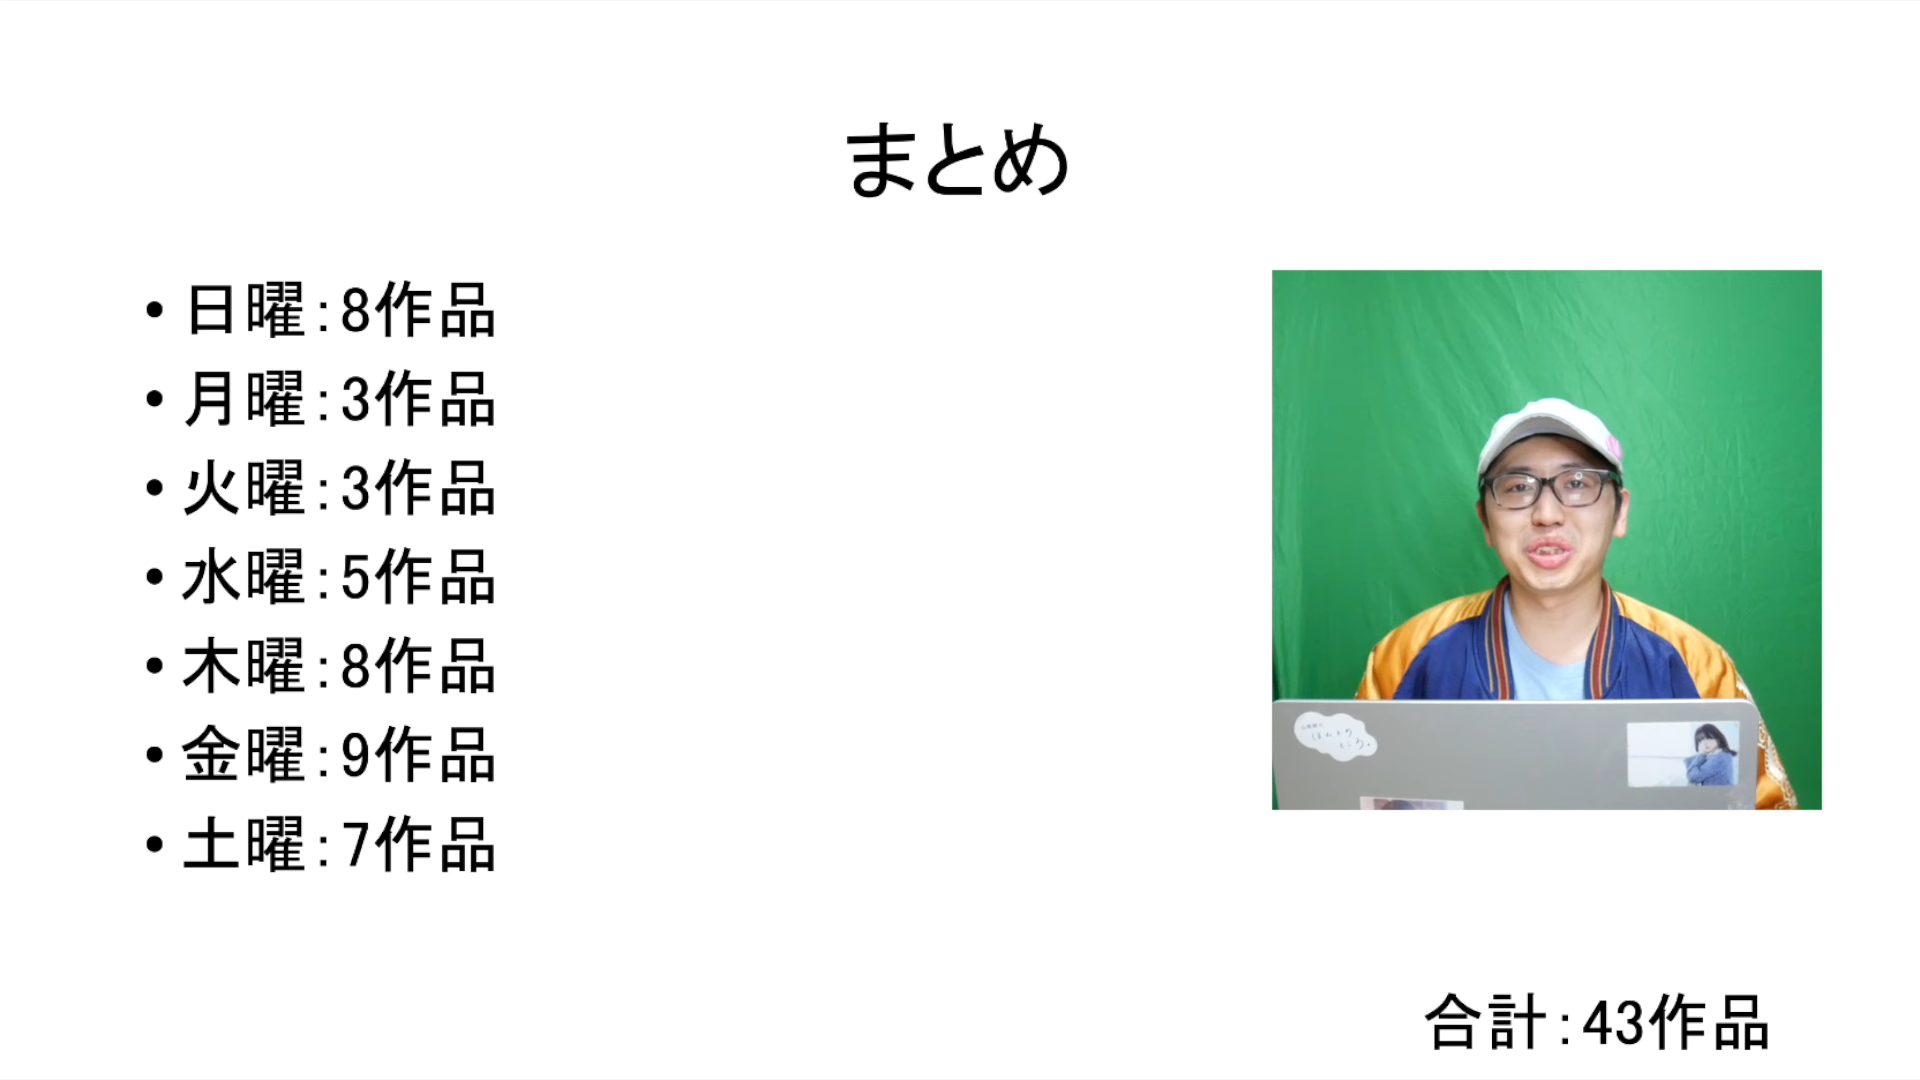 まとめ
• 日曜：8作品
• 月曜：3作品
• 火曜：3作品
• 水曜：5作品
• 木曜：8作品
• 金曜：9作品
• 土曜：7作品
合計：43作品